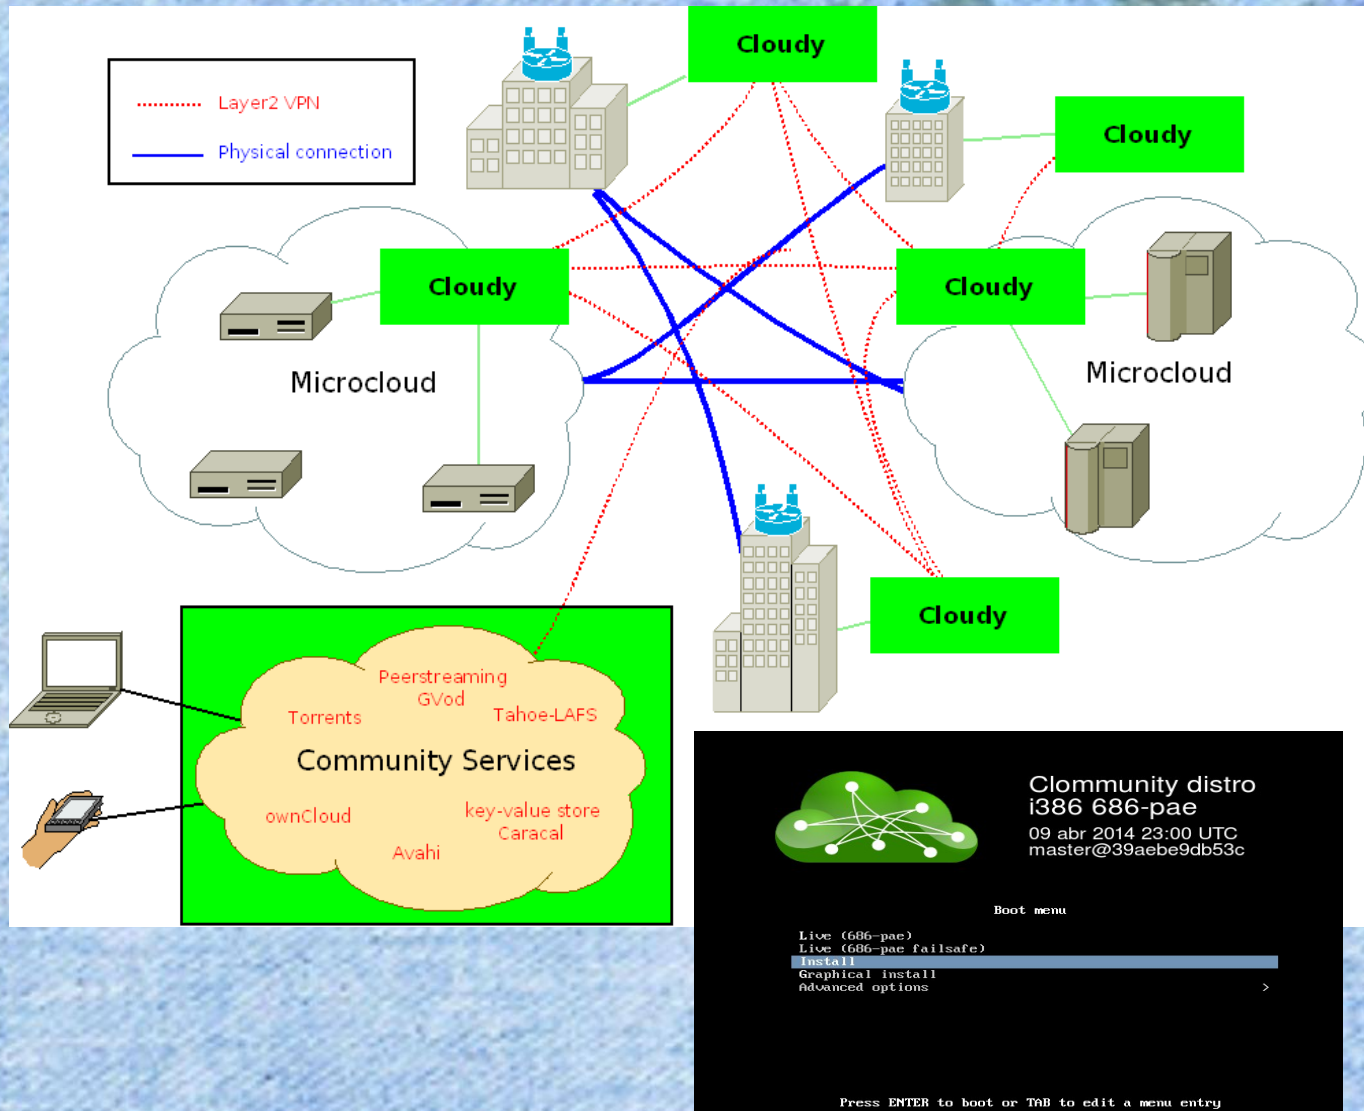 Cloudy
Layer2 VPN
Physical connection
Cloudy
Cloudy
Cloudy
Microcloud
Microcloud
Cloudy
Peerstreaming
GVod
Torrents
Tahoe-LAFS
Community Services
ownCloud
key-value store
Caracal
Avahi
Clommunity distro
i386 686-pae
09 abr 2014 23:00 UTC
master@39aebe9db53c
Boot menu
Live (686-pae)
Live (686-pae failsafe)
Install
Graphical install
Advanced options >
Press ENTER to boot or TAB to edit a menu entry